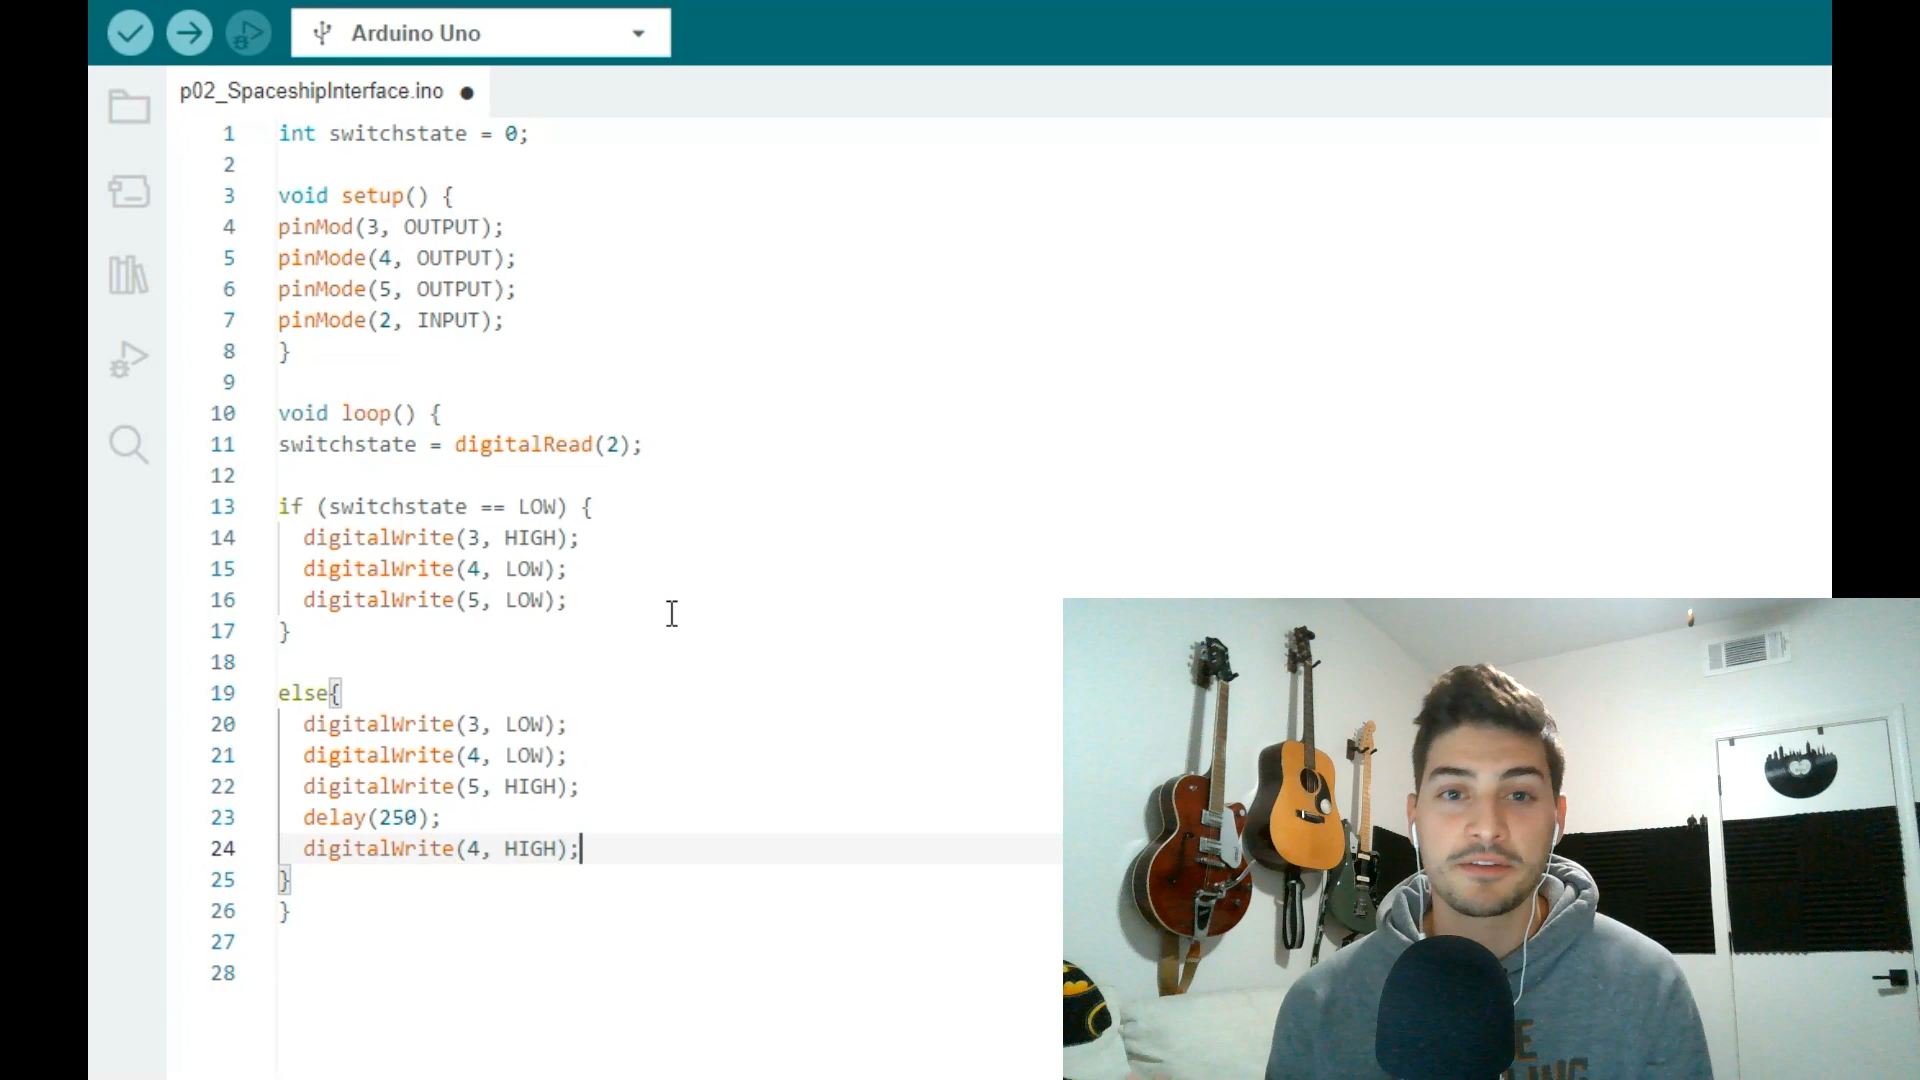 Arduino Uno
p02_SpaceshipInterface.ino
1 int switchstate = 0;
2
3 void setup() {
4 pinMod(3, OUTPUT);
5 pinMode(4, OUTPUT);
6 pinMode(5, OUTPUT);
7 pinMode(2, INPUT);
8 }
9
10 void loop() {
11 switchstate = digitalRead(2);
12
13 if (switchstate == LOW) {
14 digitalWrite(3, HIGH);
15 digitalWrite(4, LOW);
16 digitalWrite(5, LOW);
17 }
18
19 else{
20 digitalWrite(3, LOW);
21 digitalWrite(4, LOW);
22 digitalWrite(5, HIGH);
23 delay(250);
24 digitalWrite(4, HIGH);
25 }
26 }
27
28